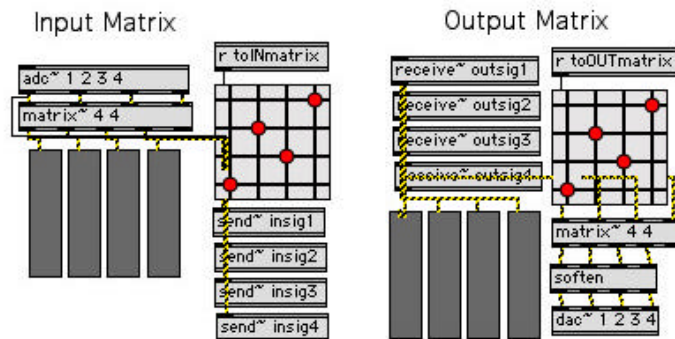 Input Matrix
r toINmatrix
adc~ 1 2 3 4
matrix~ 4 4
send~ insig1
send~ insig2
send~ insig3
send~ insig4
Output Matrix
receive~ outsig1
r toOUTmatrix
receive~ outsig2
receive~ outsig3
receive~ outsig4
matrix~ 4 4
soften
dac~ 1 2 3 4